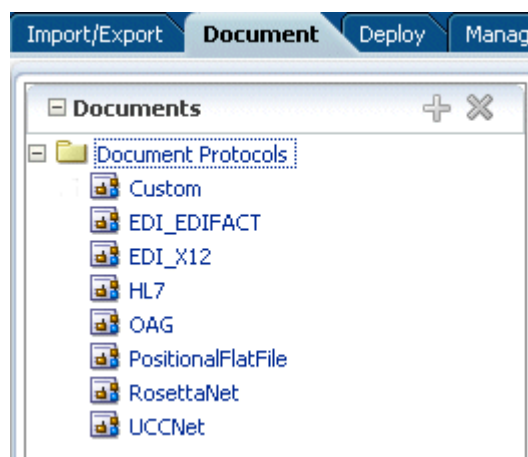 Import/Export Document Deploy Manag
Documents
Document Protocols
Custom
EDI_EDIFACT
EDI_X12
HL7
OAG
PositionalFlatFile
RosettaNet
UCCNet